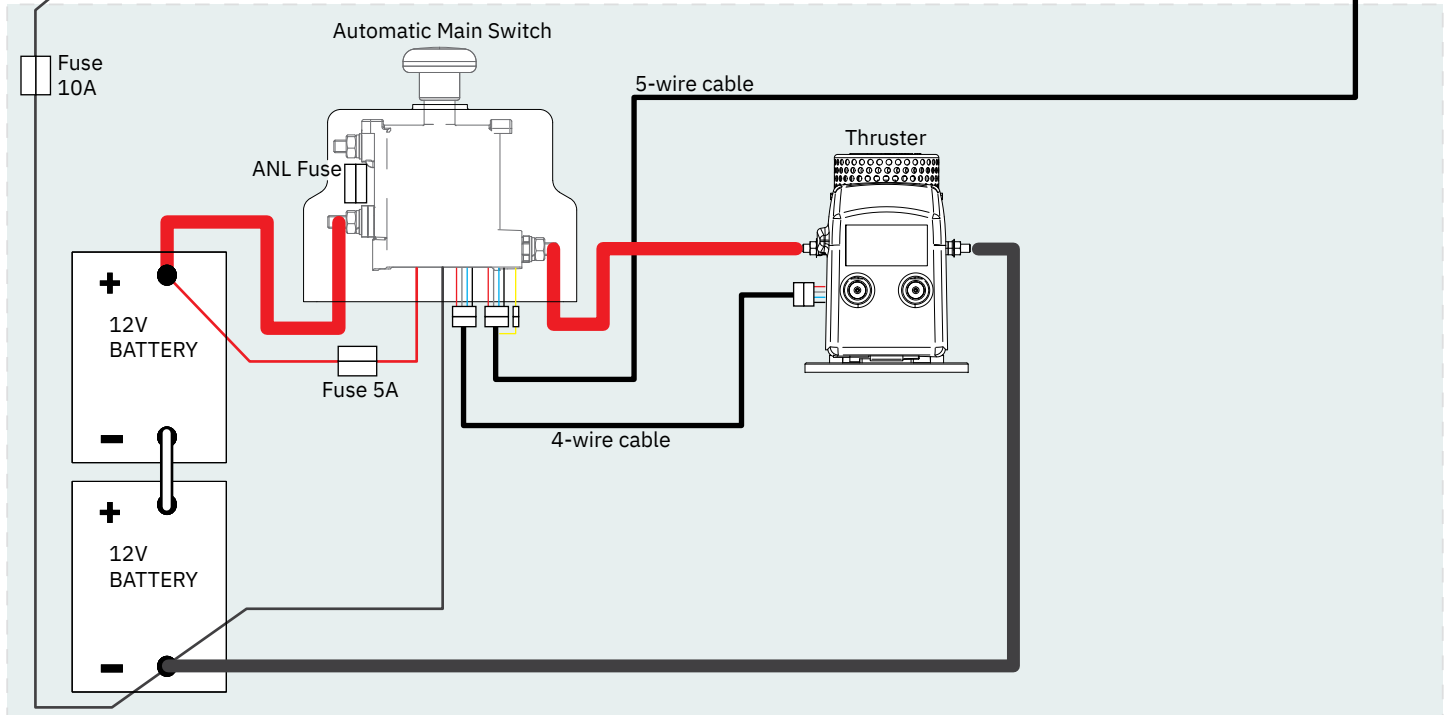 Automatic Main Switch
Fuse
10A
5-wire cable
Thruster
ANL Fuse
+
12V
BATTERY
Fuse 5A
−
4-wire cable
+
12V
BATTERY
−